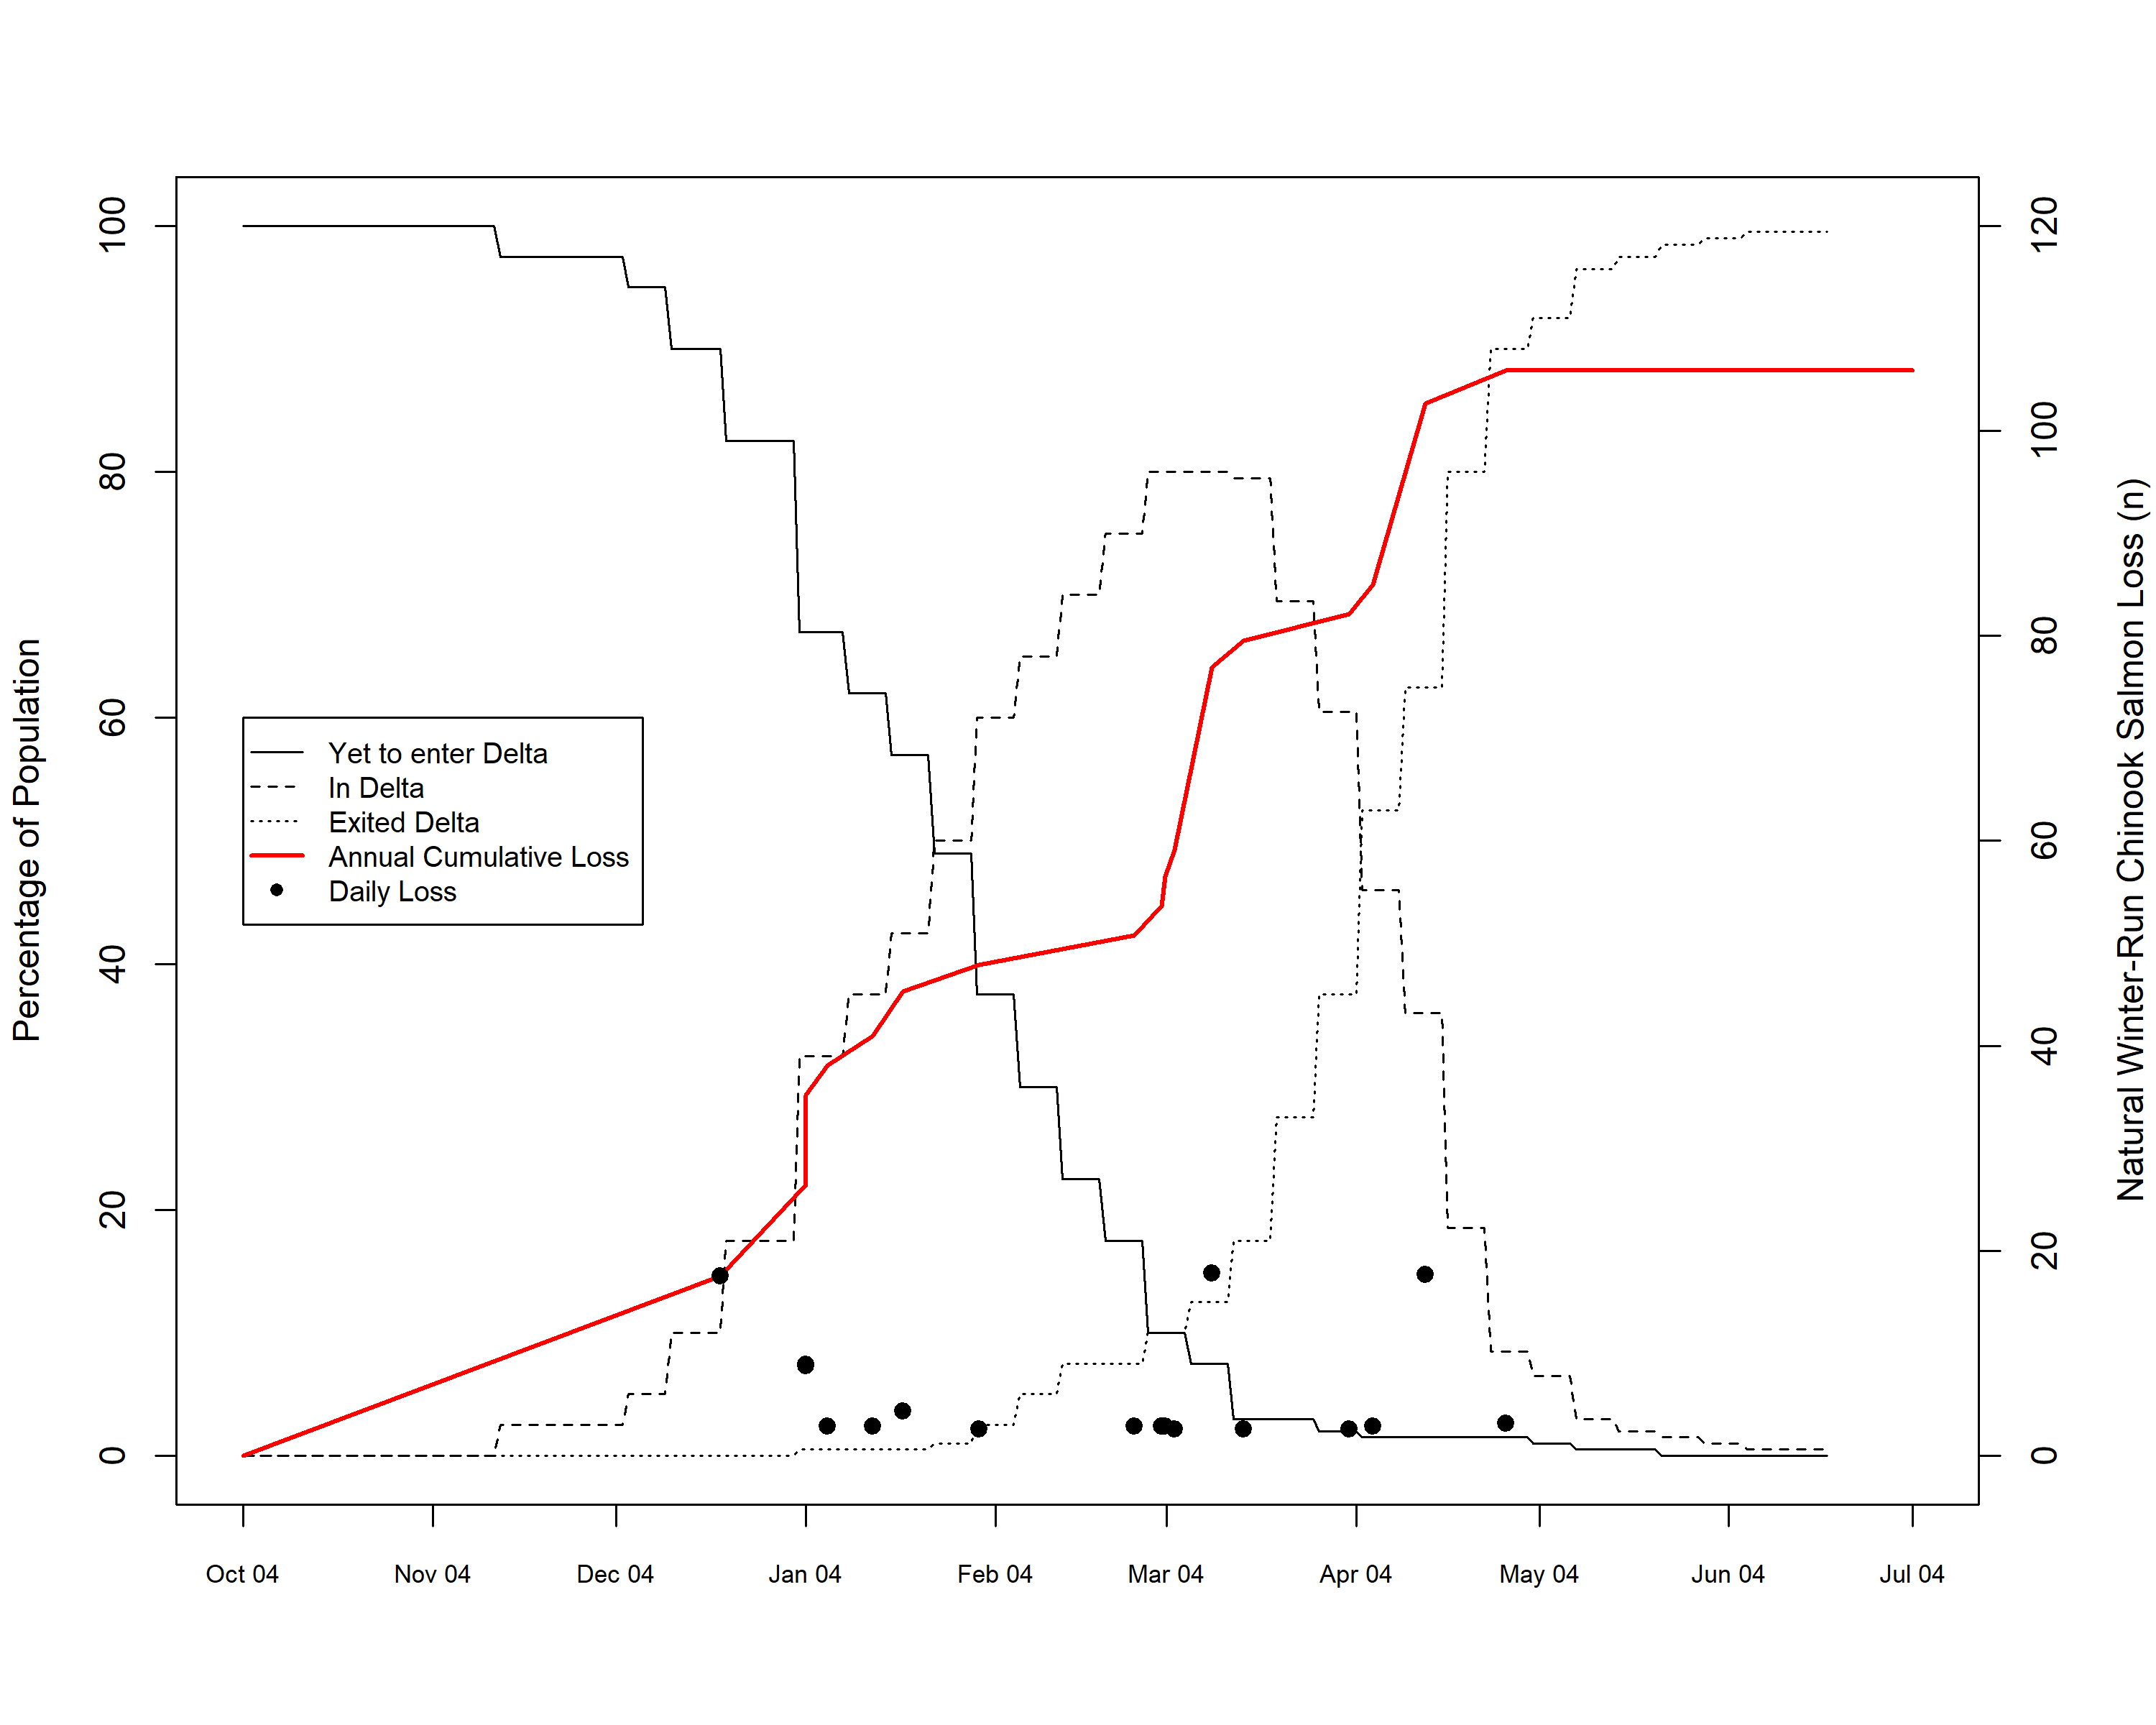 Percentage of Population
100
80
60
40
20
0
Yet to enter Delta
In Delta
Exited Delta
Annual Cumulative Loss
Daily Loss
Oct 04
Nov 04
Dec 04
Jan 04
Feb 04
Mar 04
Apr 04
May 04
Jun 04
Jul 04
120
100
80
60
40
20
0
Natural Winter-Run Chinook Salmon Loss (n)